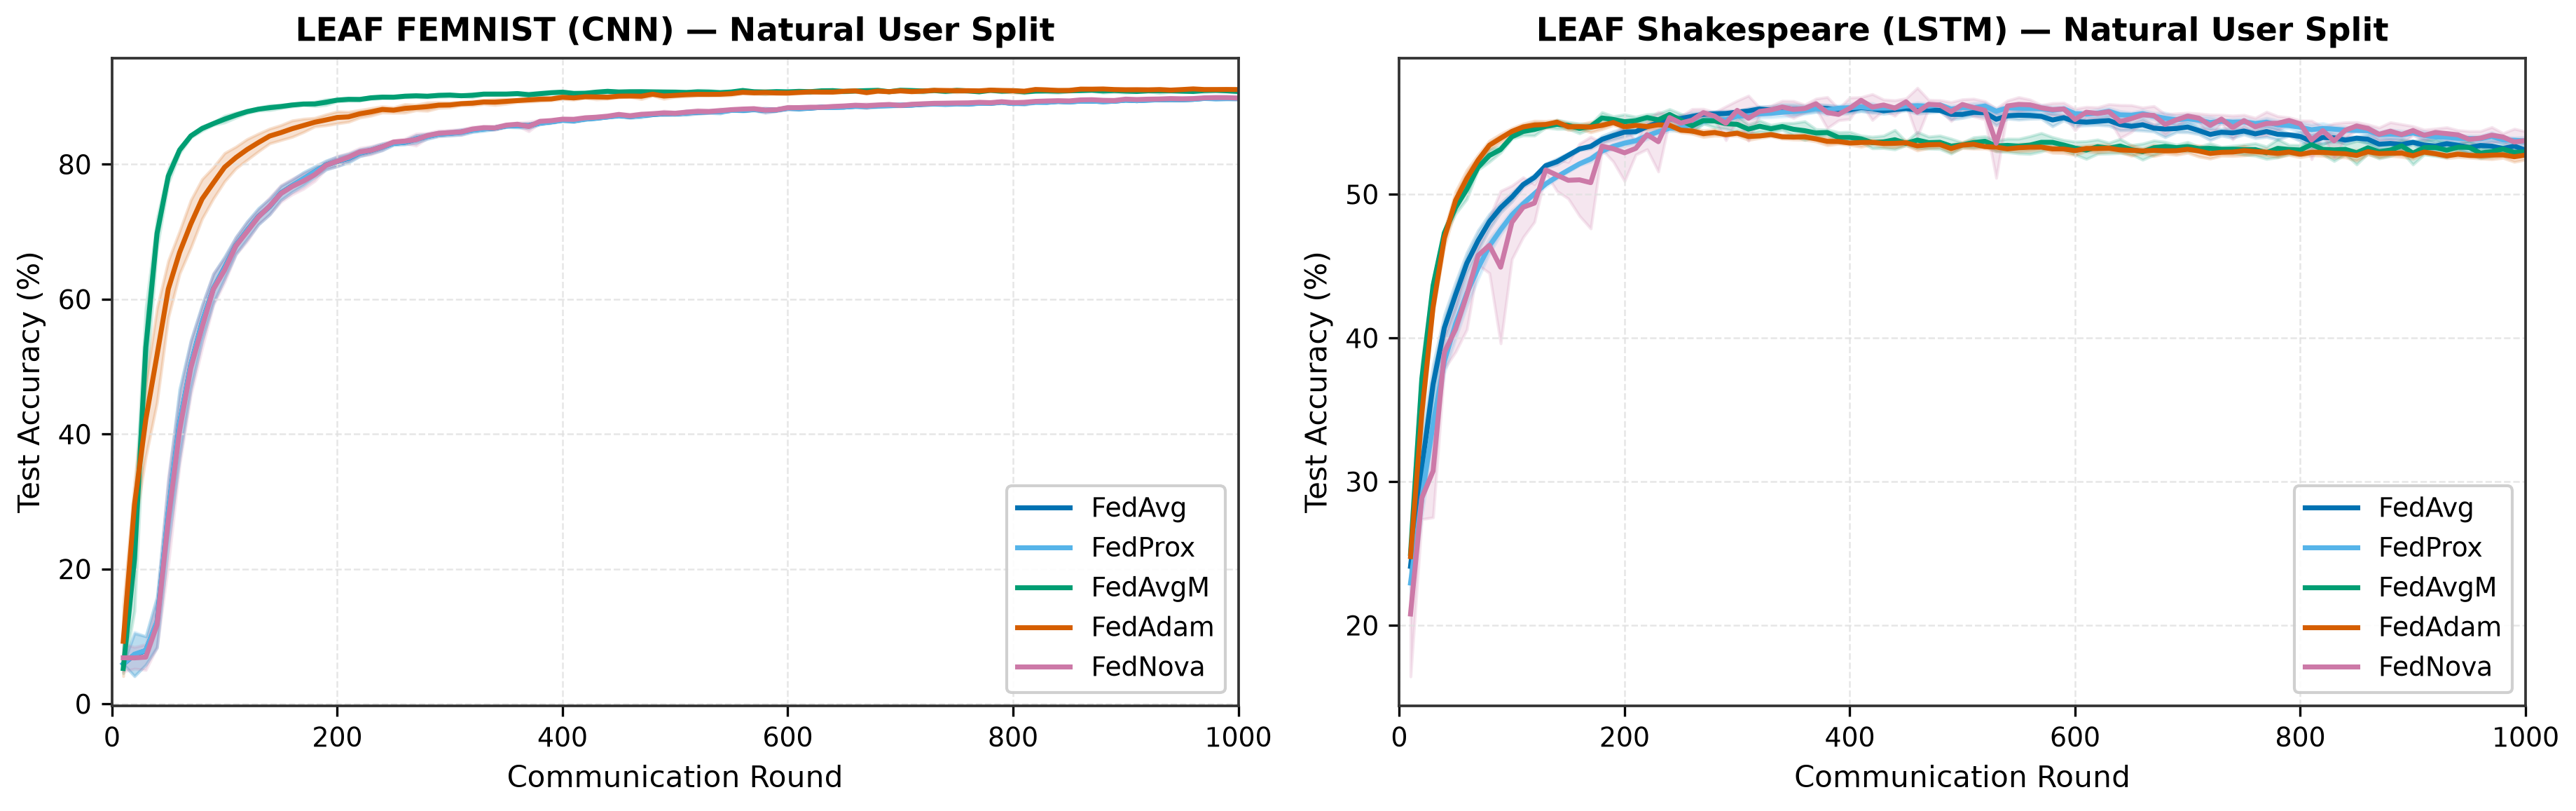 LEAF FEMNIST (CNN) — Natural User Split
Test Accuracy (%)
80
60
40
20
0
0 200 400 600 800 1000
Communication Round
FedAvg
FedProx
FedAvgM
FedAdam
FedNova
LEAF Shakespeare (LSTM) — Natural User Split
Test Accuracy (%)
50
40
30
20
0 200 400 600 800 1000
Communication Round
FedAvg
FedProx
FedAvgM
FedAdam
FedNova